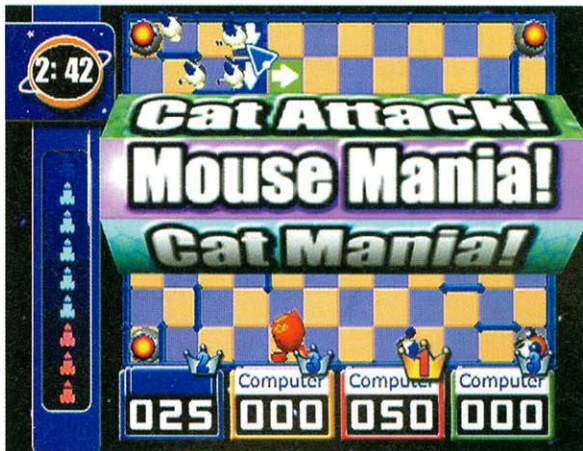 2: 42
Cat Attack!
Mouse Mania!
Cat Mania!
2 3 1 3
Computer Computer Computer
025 000 050 000